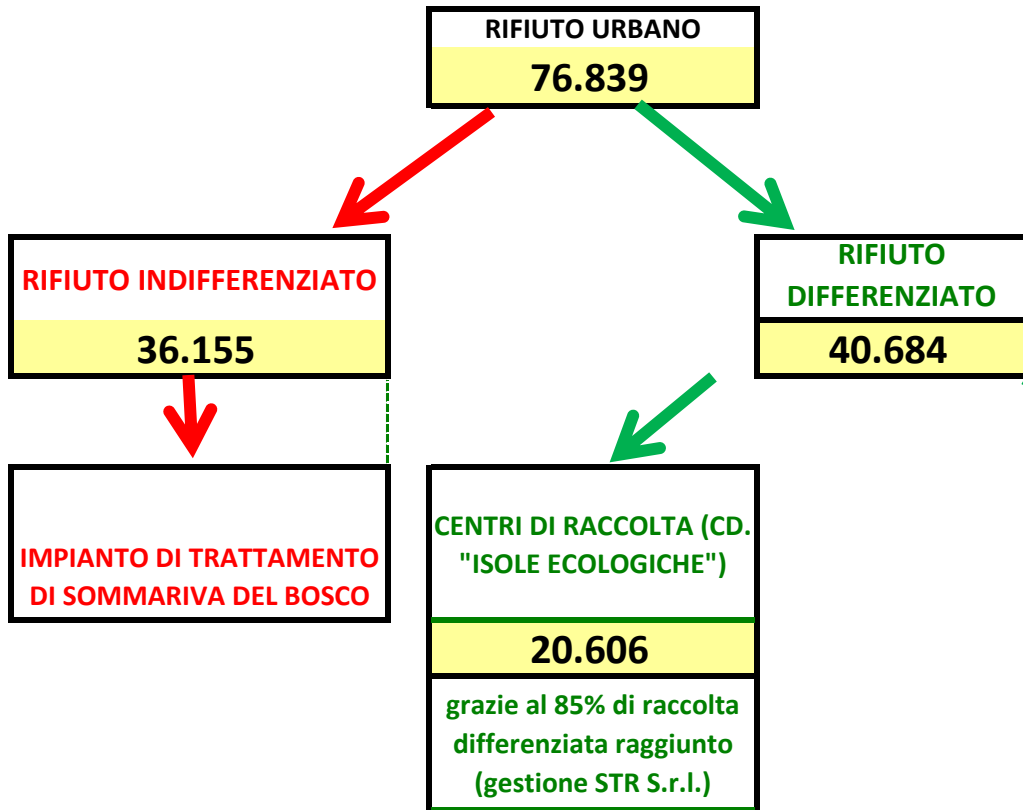 RIFIUTO URBANO
76.839
RIFIUTO INDIFFERENZIATO
36.155
RIFIUTO
DIFFERENZIATO
40.684
IMPIANTO DI TRATTAMENTO
DI SOMMARIVA DEL BOSCO
CENTRI DI RACCOLTA (CD.
"ISOLE ECOLOGICHE")
20.606
grazie al 85% di raccolta
differenziata raggiunto
(gestione STR S.r.l.)